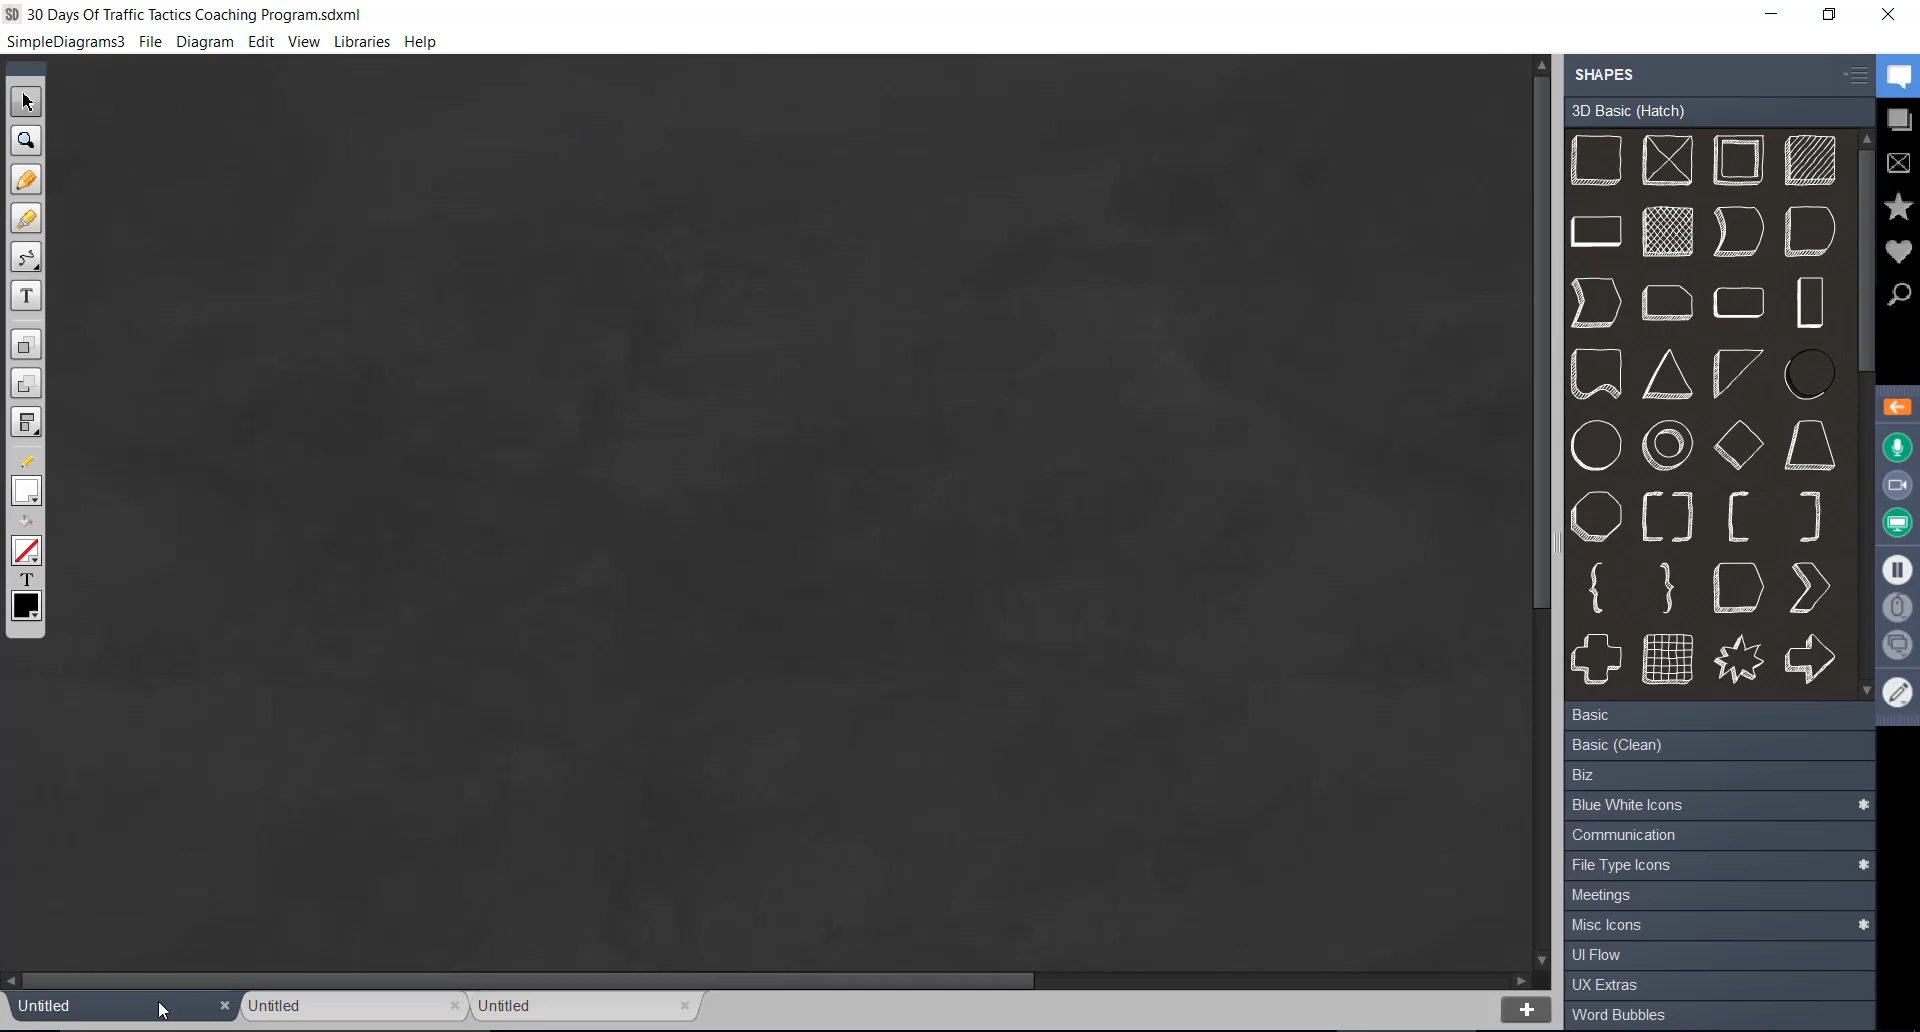 SD 30 Days Of Traffic Tactics Coaching Program.sdxml
SimpleDiagrams3 File Diagram Edit View Libraries Help
SHAPES
3D Basic (Hatch)
T
T
Basic
Basic (Clean)
Biz
Blue White Icons
Communication
File Type Icons
Meetings
Misc Icons
UI Flow
UX Extras
Word Bubbles
Untitled Untitled Untitled